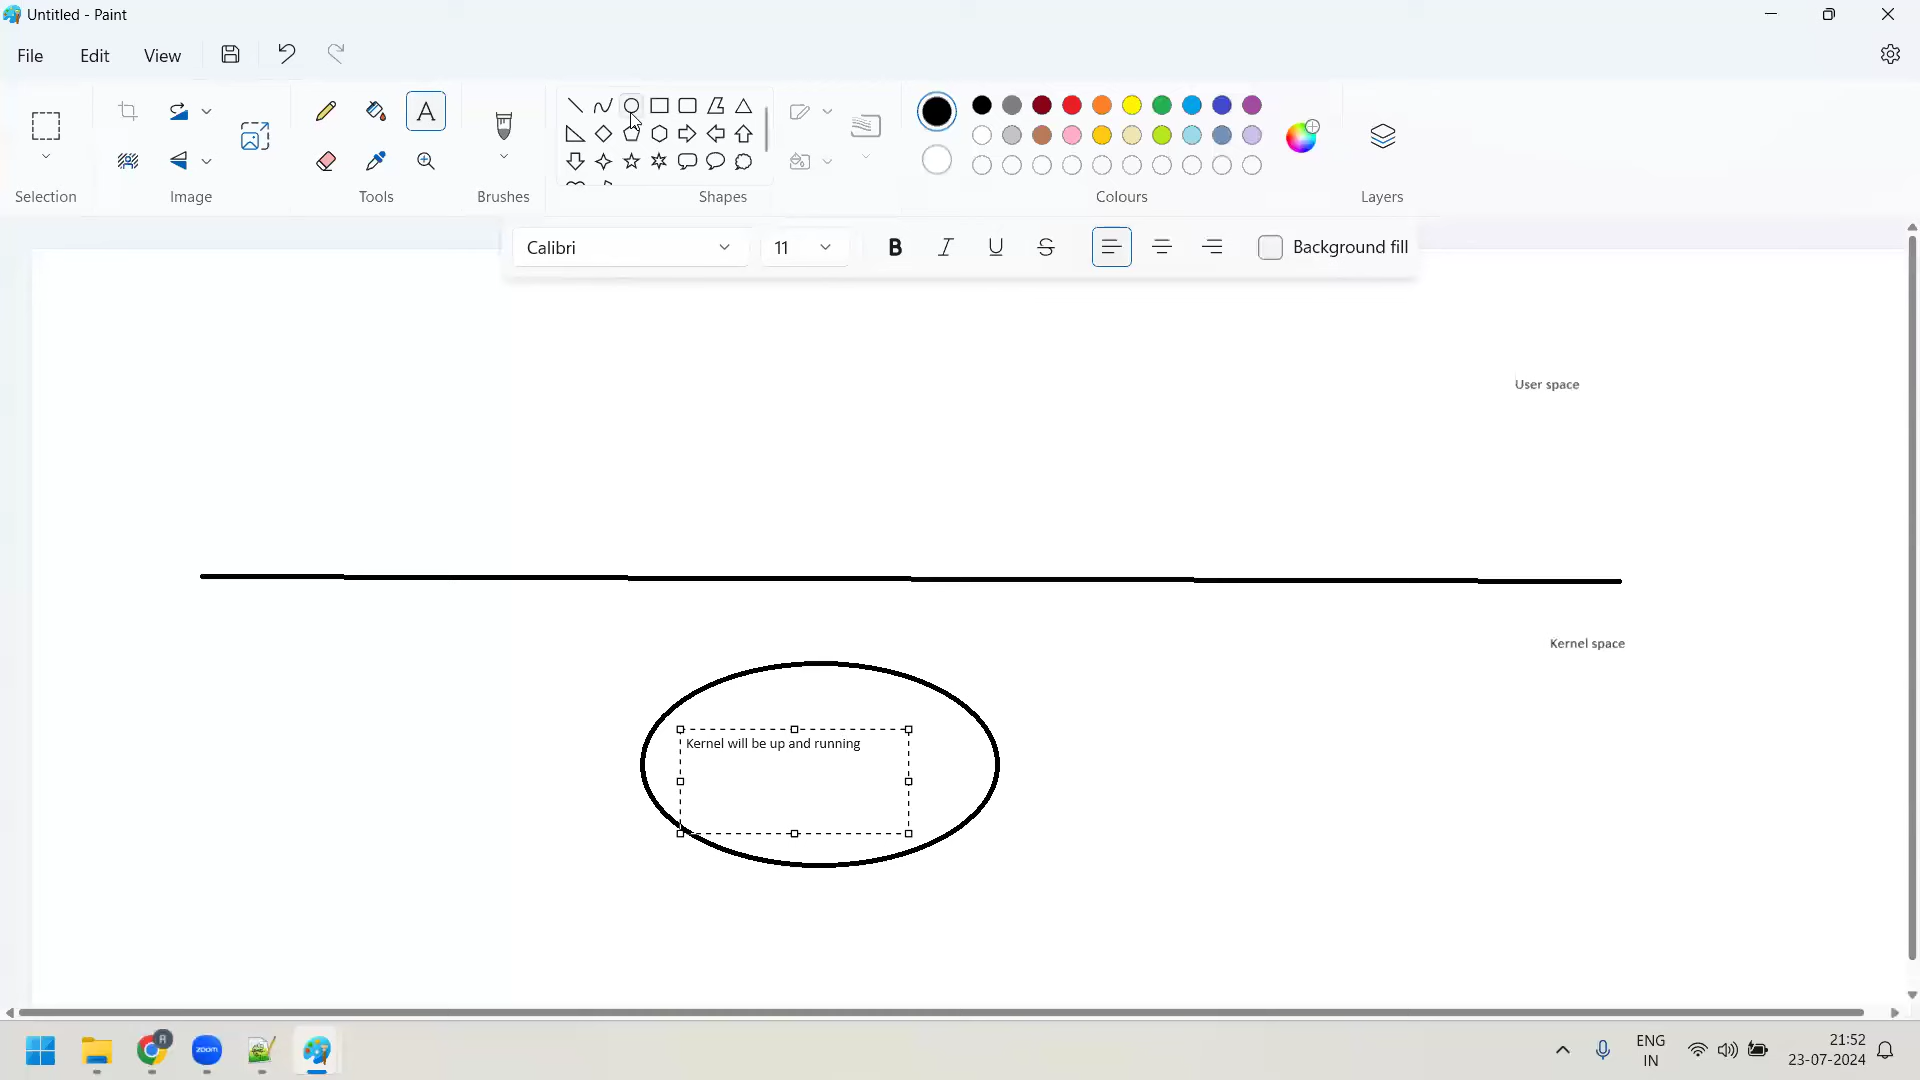 Untitled - Paint
File
Edit
View
Selection
Image
Tools
Brushes
Shapes
Colours
Layers
Calibri
11
B
I
U
S
Background fill
User space
Kernel space
Kernel will be up and running
zoom
ENG
IN
21:52
23-07-2024